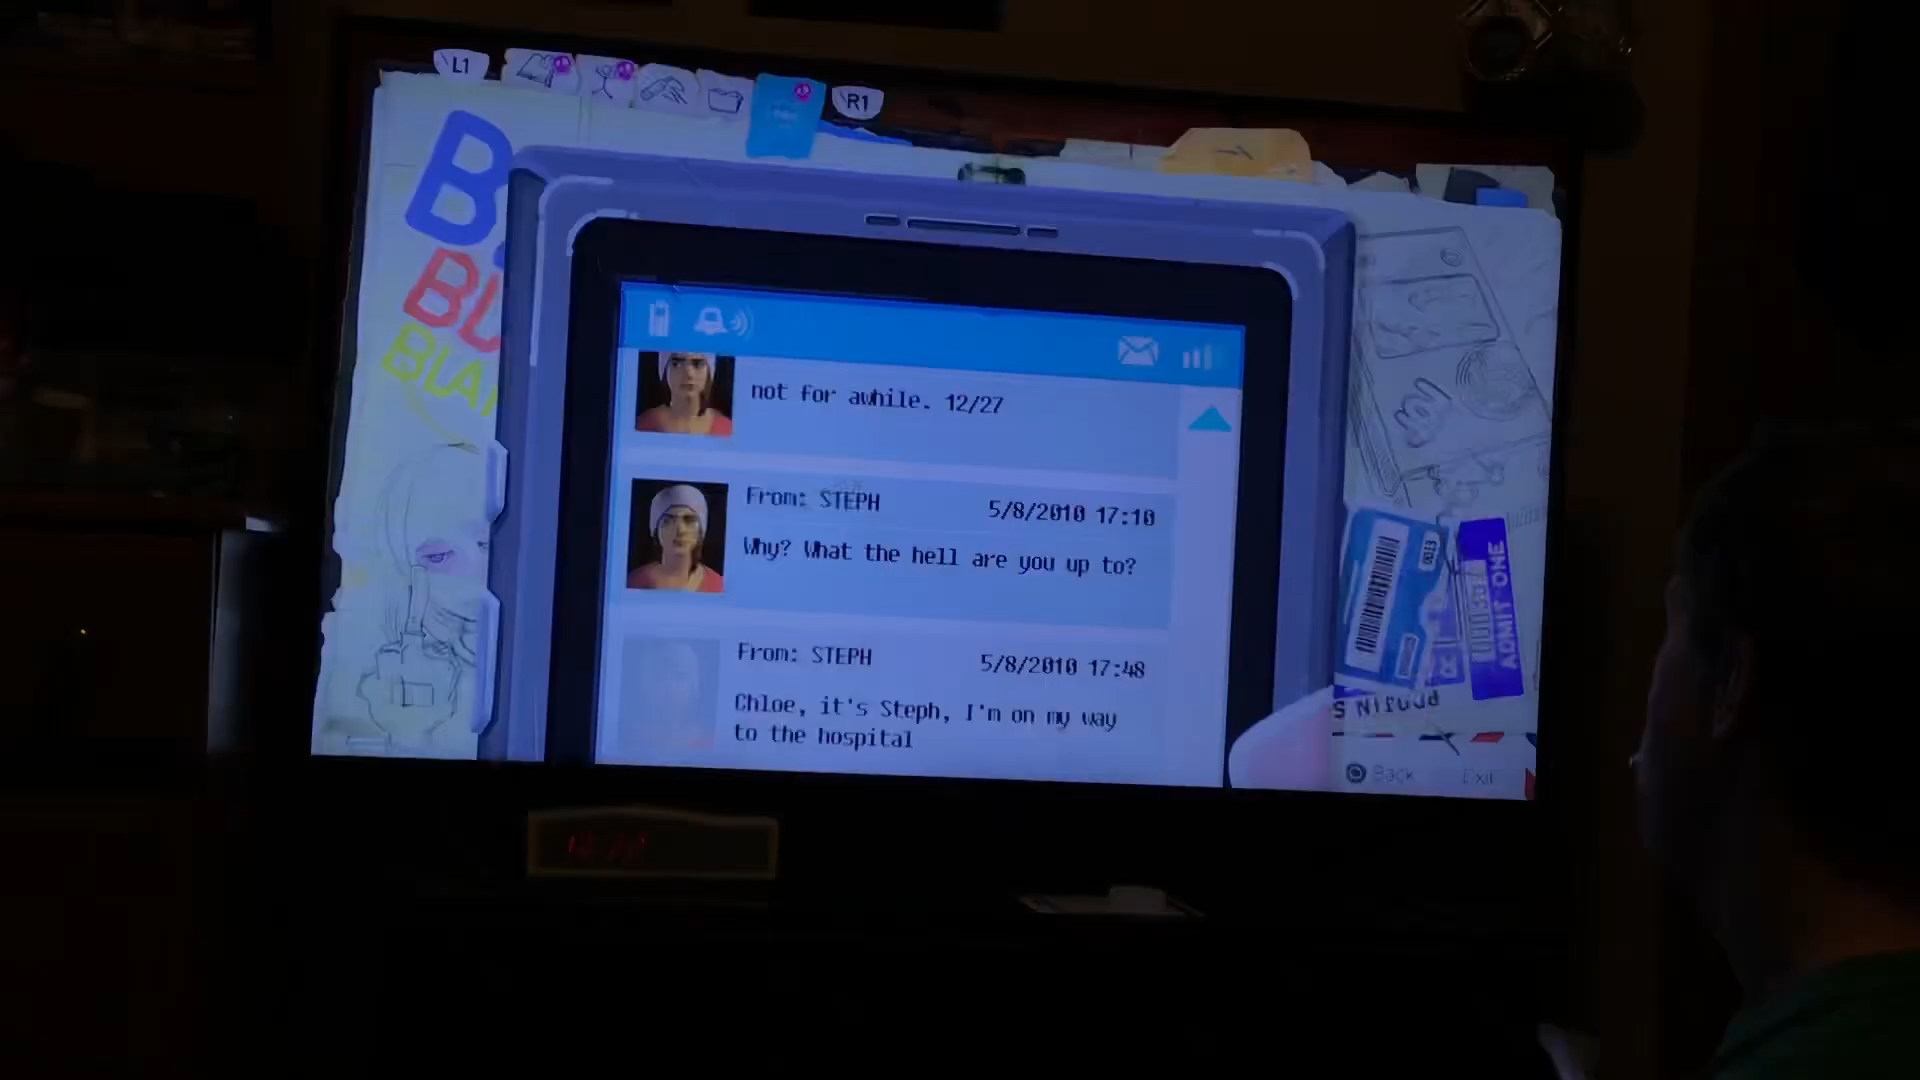 L1
R1
B
BL
BLA
not for awhile. 12/27
From: STEPH
5/8/2010 17:10
Why? What the hell are you up to?
From: STEPH
5/8/2010 17:48
Chloe, it's Steph, I'm on my way
to the hospital
ADMIT ONE
Back
Exit